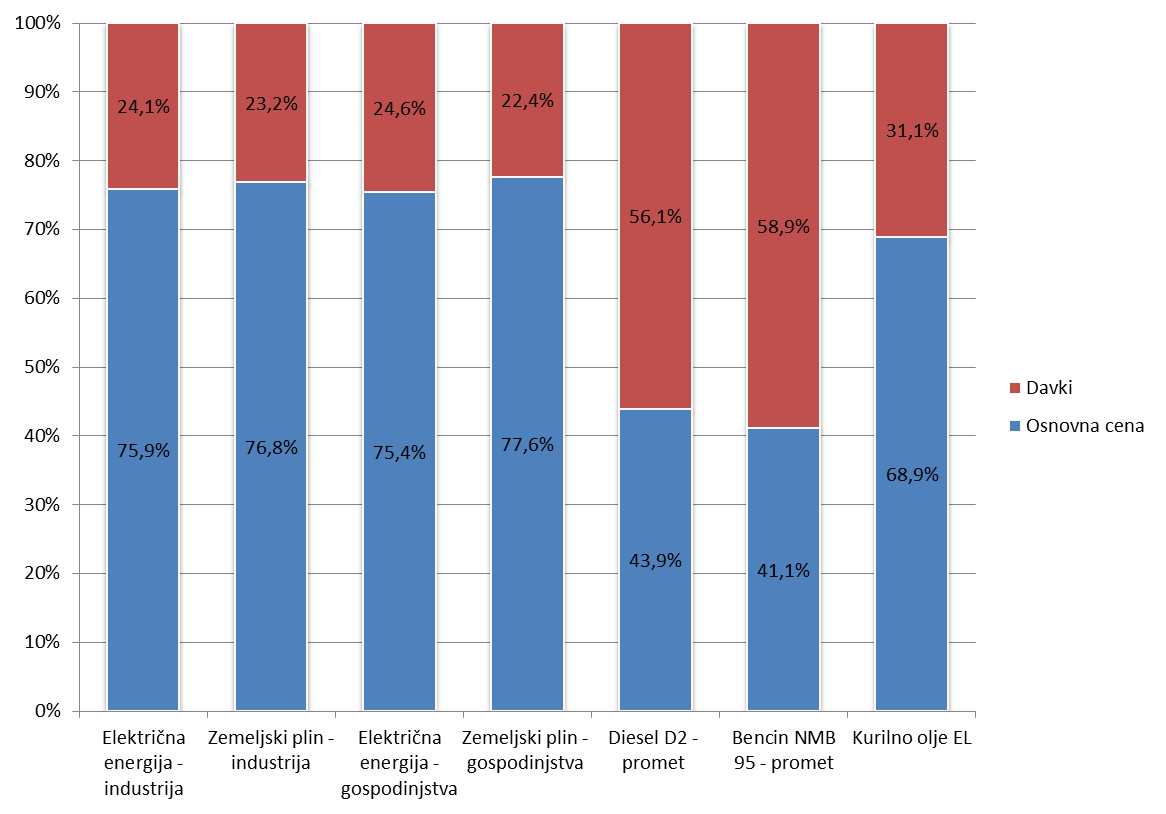 100%
90%
80%
70%
60%
50%
40%
30%
20%
10%
0%
24,1%
23,2%
24,6%
22,4%
56,1%
58,9%
31,1%
75,9%
76,8%
75,4%
77,6%
43,9%
41,1%
68,9%
Električna
energija -
industrija
Zemeljski plin -
industrija
Električna
energija -
gospodinjstva
Zemeljski plin -
gospodinjstva
Diesel D2 -
promet
Bencin NMB
95 - promet
Kurilno olje EL
Davki
Osnovna cena